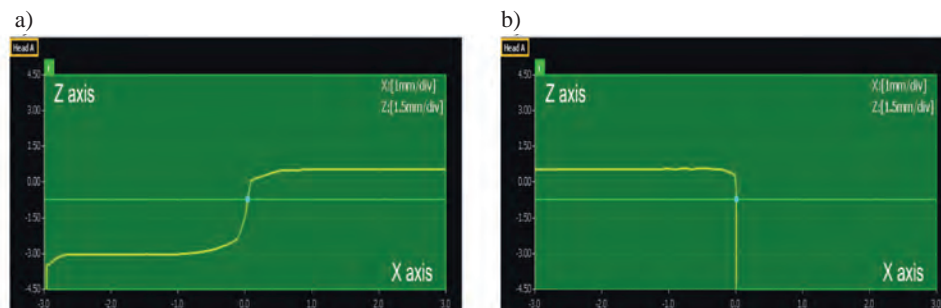 a)
Head A
4.50
Z axis
X:[1mm/div]
Z:[1.5mm/div]
3.00
1.50
0.00
-1.50
-3.00
X axis
-4.50
-3.0
-2.0
-1.0
0.0
1.0
2.0
3.0
b)
Head A
4.50
Z axis
X:[1mm/div]
Z:[1.5mm/div]
3.00
1.50
0.00
-1.50
-3.00
X axis
-4.50
-3.0
-2.0
-1.0
0.0
1.0
2.0
3.0